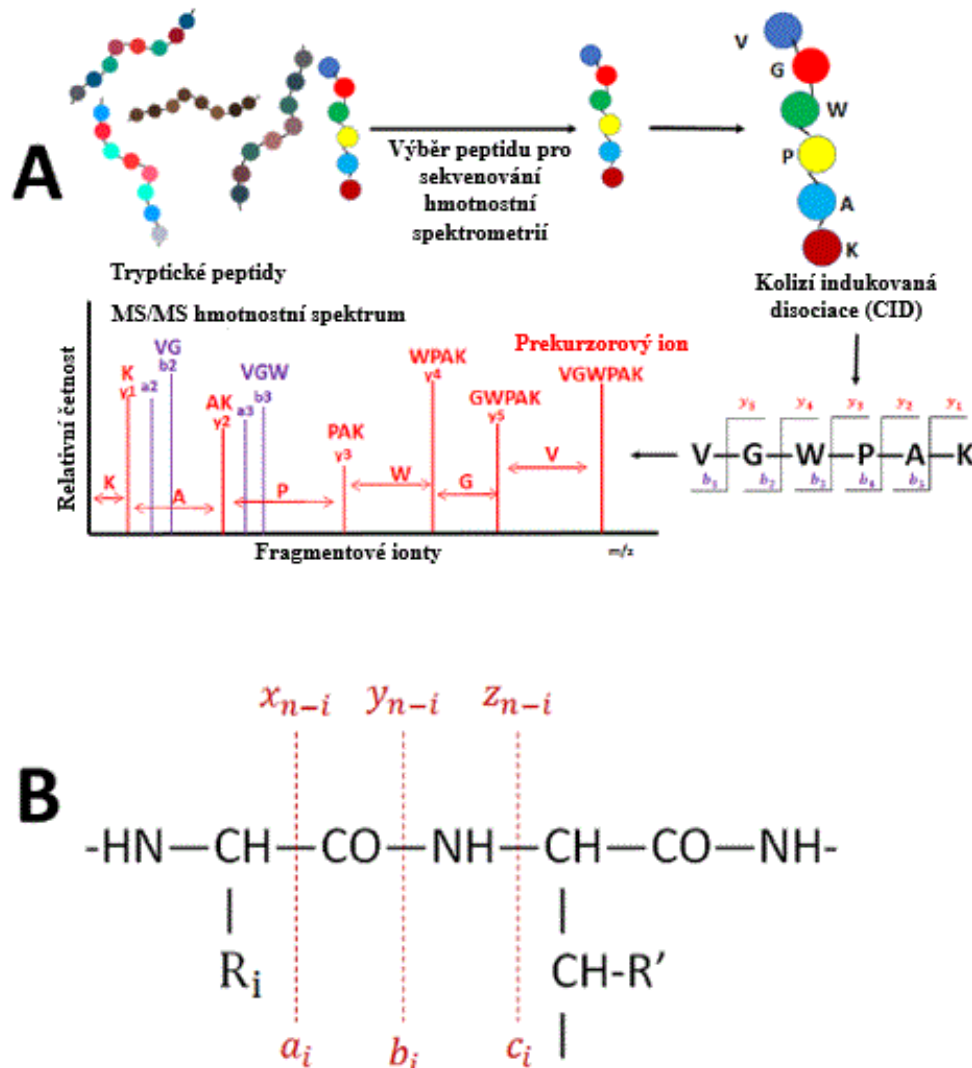 A
V
G
W
P
A
K
Výběr peptidu pro
sekvenování
hmotnostní
spektrometrií
Tryptické peptidy
Kolizí indukovaná
disociace (CID)
MS/MS hmotnostní spektrum
Relativní četnost
K
y1
a2
VG
b2
AK
y2
a3
VGW
b3
PAK
y3
WPAK
y4
GWPAK
y5
Prekurzorový ion
VGWPAK
K
A
P
W
G
V
Fragmentové ionty
m/z
y₅ y₄ y₃ y₂ y₁
V—G—W—P—A—K
b₁ b₂ b₃ b₄ b₅
B
xₙ₋ᵢ yₙ₋ᵢ zₙ₋ᵢ
-HN—CH—CO—NH—CH—CO—NH-
Rᵢ CH-R’
aᵢ bᵢ cᵢ